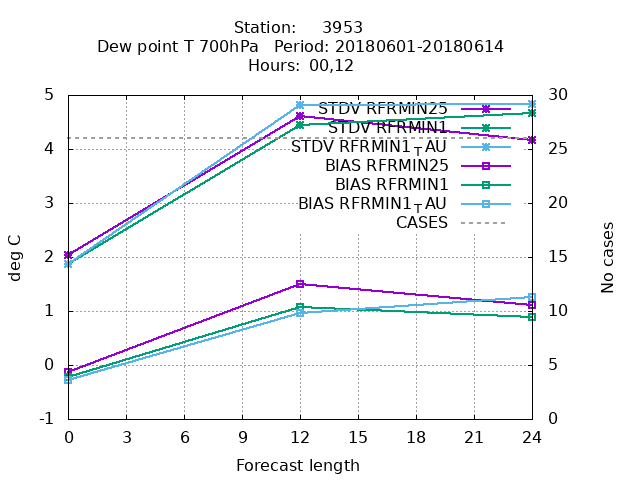 Station: 3953
Dew point T 700hPa Period: 20180601-20180614
Hours: 00,12
5
4
3
2
1
0
-1
30
25
20
15
10
5
0
STDV RFRMIN25
STDV RFRMIN1
STDV RFRMIN1TAU
BIAS RFRMIN25
BIAS RFRMIN1
BIAS RFRMIN1TAU
CASES
deg C
No cases
0 3 6 9 12 15 18 21 24
Forecast length